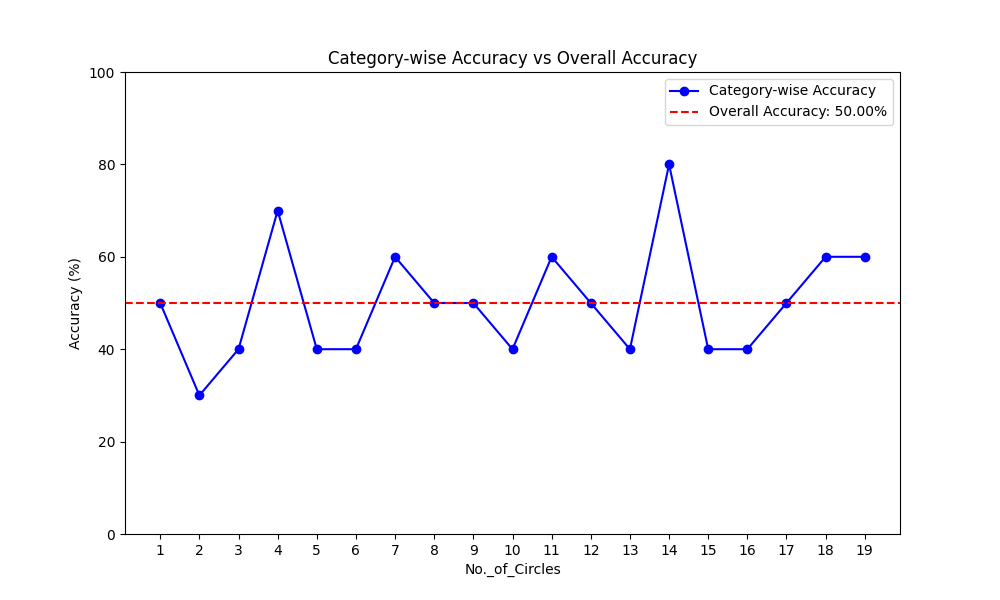 Category-wise Accuracy vs Overall Accuracy
Category-wise Accuracy
Overall Accuracy: 50.00%
Accuracy (%)
100
80
60
40
20
0
1 2 3 4 5 6 7 8 9 10 11 12 13 14 15 16 17 18 19
No._of_Circles